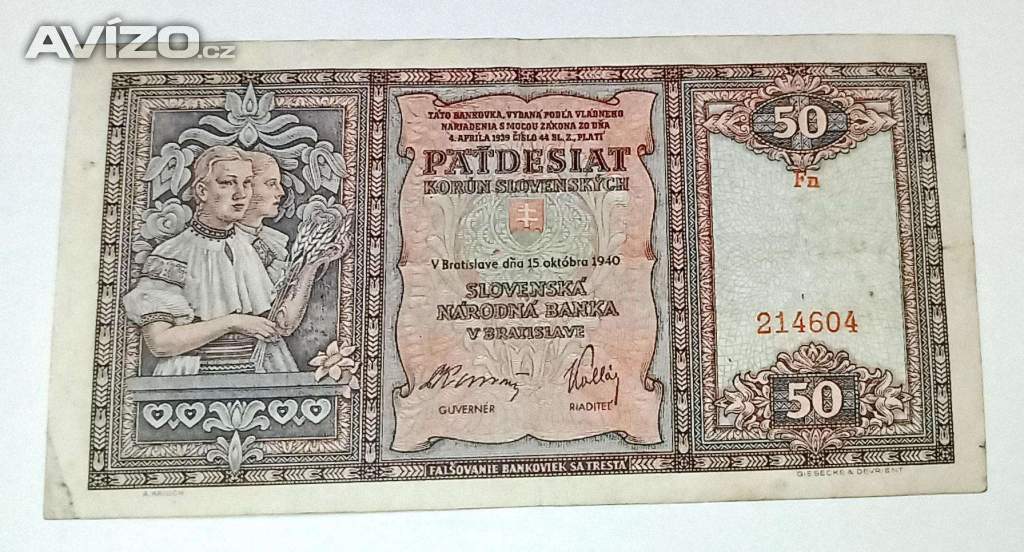 AVÍZO.cz
TÁTO BANKOVKA, VYDANÁ PODĽA VLÁDNEHO
NARIADENIA S MOCOU ZÁKONA ZO DŇA
4. APRÍLA 1939 ČÍSLO 44 SL. Z., PLATÍ
PÄŤDESIAT
KORÚN SLOVENSKÝCH
V Bratislave dňa 15 októbra 1940
SLOVENSKÁ
NÁRODNÁ BANKA
V BRATISLAVE
GUVERNÉR
RIADITEĽ
FALŠOVANIE BANKOVIEK SA TRESTÁ
50
Fn
214604
50
GIESECKE & DEVRIENT